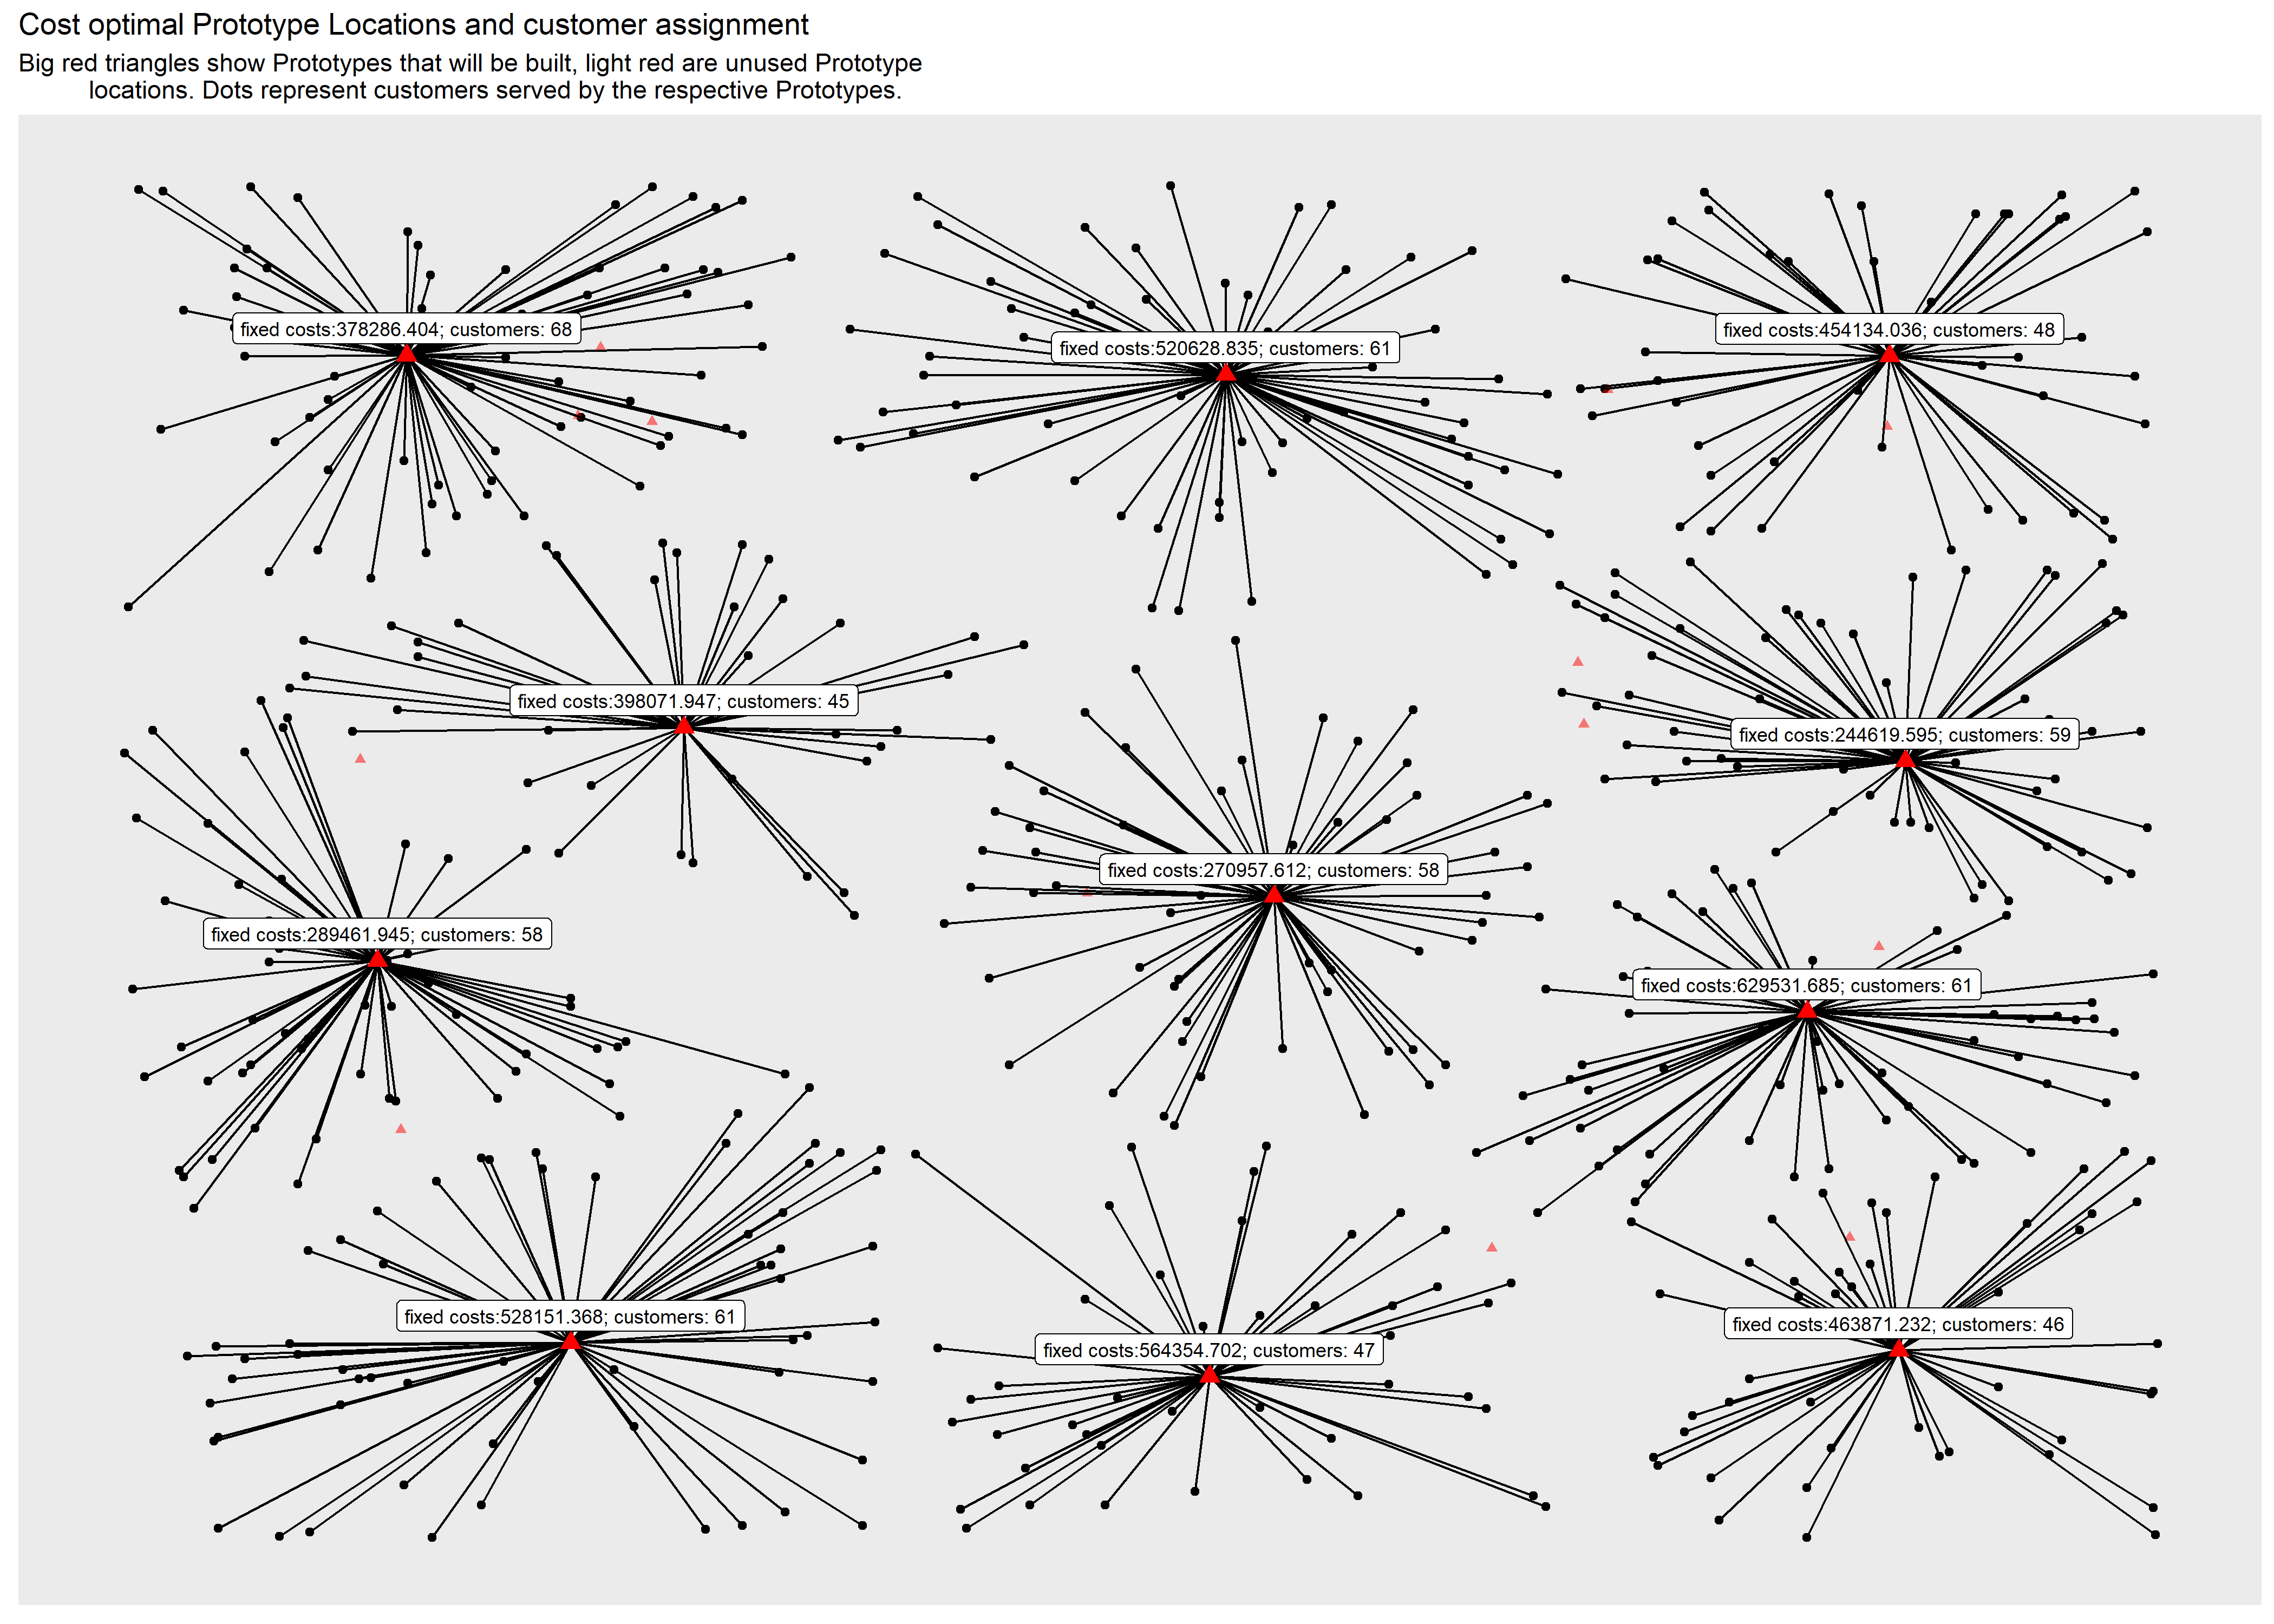 Cost optimal Prototype Locations and customer assignment
Big red triangles show Prototypes that will be built, light red are unused Prototype
locations. Dots represent customers served by the respective Prototypes.
fixed costs:378286.404; customers: 68
fixed costs:520628.835; customers: 61
fixed costs:454134.036; customers: 48
fixed costs:398071.947; customers: 45
fixed costs:244619.595; customers: 59
fixed costs:270957.612; customers: 58
fixed costs:289461.945; customers: 58
fixed costs:629531.685; customers: 61
fixed costs:528151.368; customers: 61
fixed costs:564354.702; customers: 47
fixed costs:463871.232; customers: 46